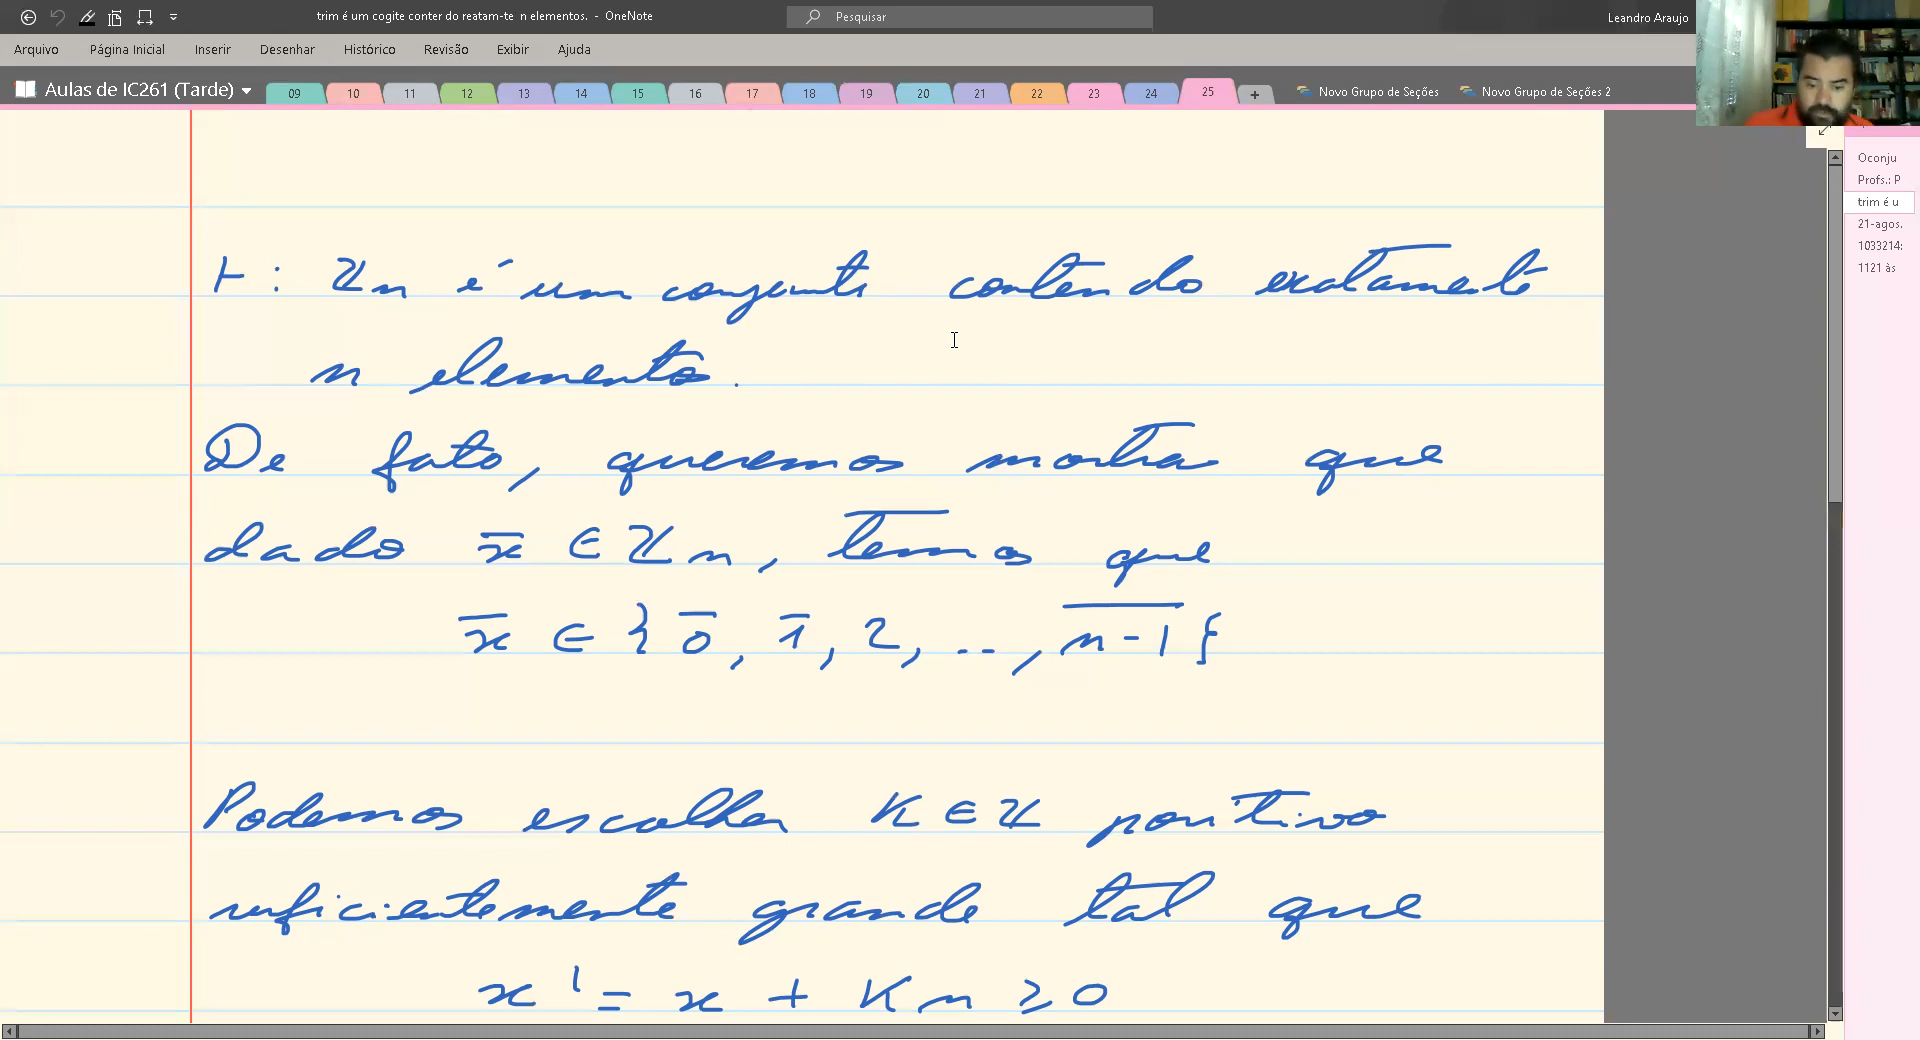 trim é um cogite conter do reatam-te n elementos. - OneNote
Pesquisar
Leandro Araujo
Arquivo Página Inicial Inserir Desenhar Histórico Revisão Exibir Ajuda
Aulas de IC261 (Tarde) 09 10 11 12 13 14 15 16 17 18 19 20 21 22 23 24 25 + Novo Grupo de Seções Novo Grupo de Seções 2
Oconju
Profs.: P
trim é u
21-agos.
1033214:
1121 às
⊢ : ℤn é um conjunto contendo exatamente
n elementos.
De fato, queremos mostrar que
dado x̄ ∈ ℤn, temos que
x̄ ∈ { 0̄, 1̄, 2, .., n̅-̅1̅ }
Podemos escolher K ∈ ℤ positivo
suficientemente grande tal que
x' = x + Kn ≥ 0